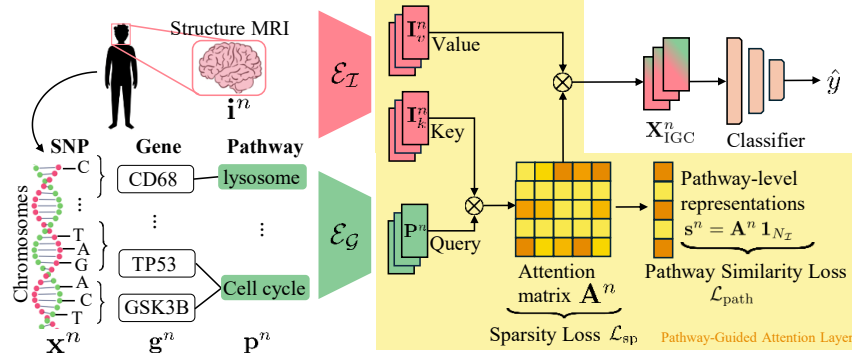 Structure MRI
i^n
SNP Gene Pathway
Chromosomes
C
⋮
T
A
G
A
C
T
CD68
⋮
TP53
GSK3B
lysosome
⋮
Cell cycle
x^n g^n p^n
ℰ_ℐ
ℰ_𝒢
I_v^n
Value
I_k^n
Key
P^n
Query
⊗
⊗
X_IGC^n
Classifier
ŷ
Attention
matrix A^n
Sparsity Loss ℒ_sp
Pathway-level
representations
s^n = A^n 1_{N_ℐ}
Pathway Similarity Loss
ℒ_path
Pathway-Guided Attention Layer